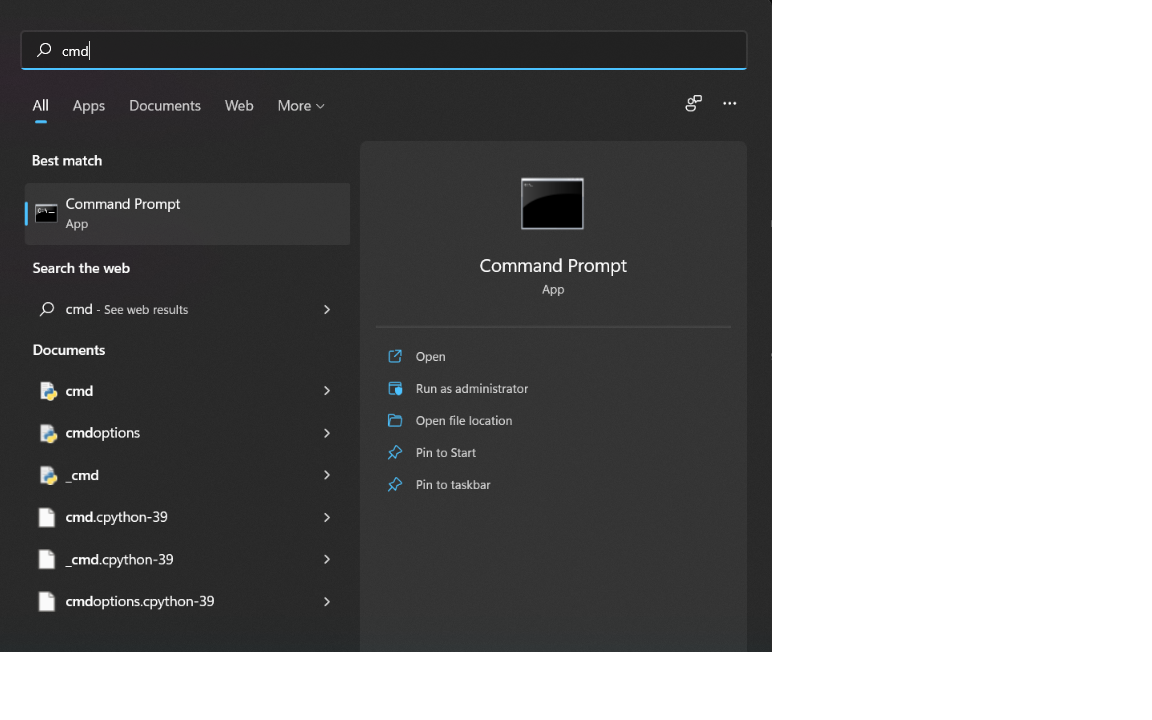 cmd
All Apps Documents Web More
Best match
Command Prompt
App
Search the web
cmd - See web results
Documents
cmd
cmdoptions
_cmd
cmd.cpython-39
_cmd.cpython-39
cmdoptions.cpython-39
Command Prompt
App
Open
Run as administrator
Open file location
Pin to Start
Pin to taskbar